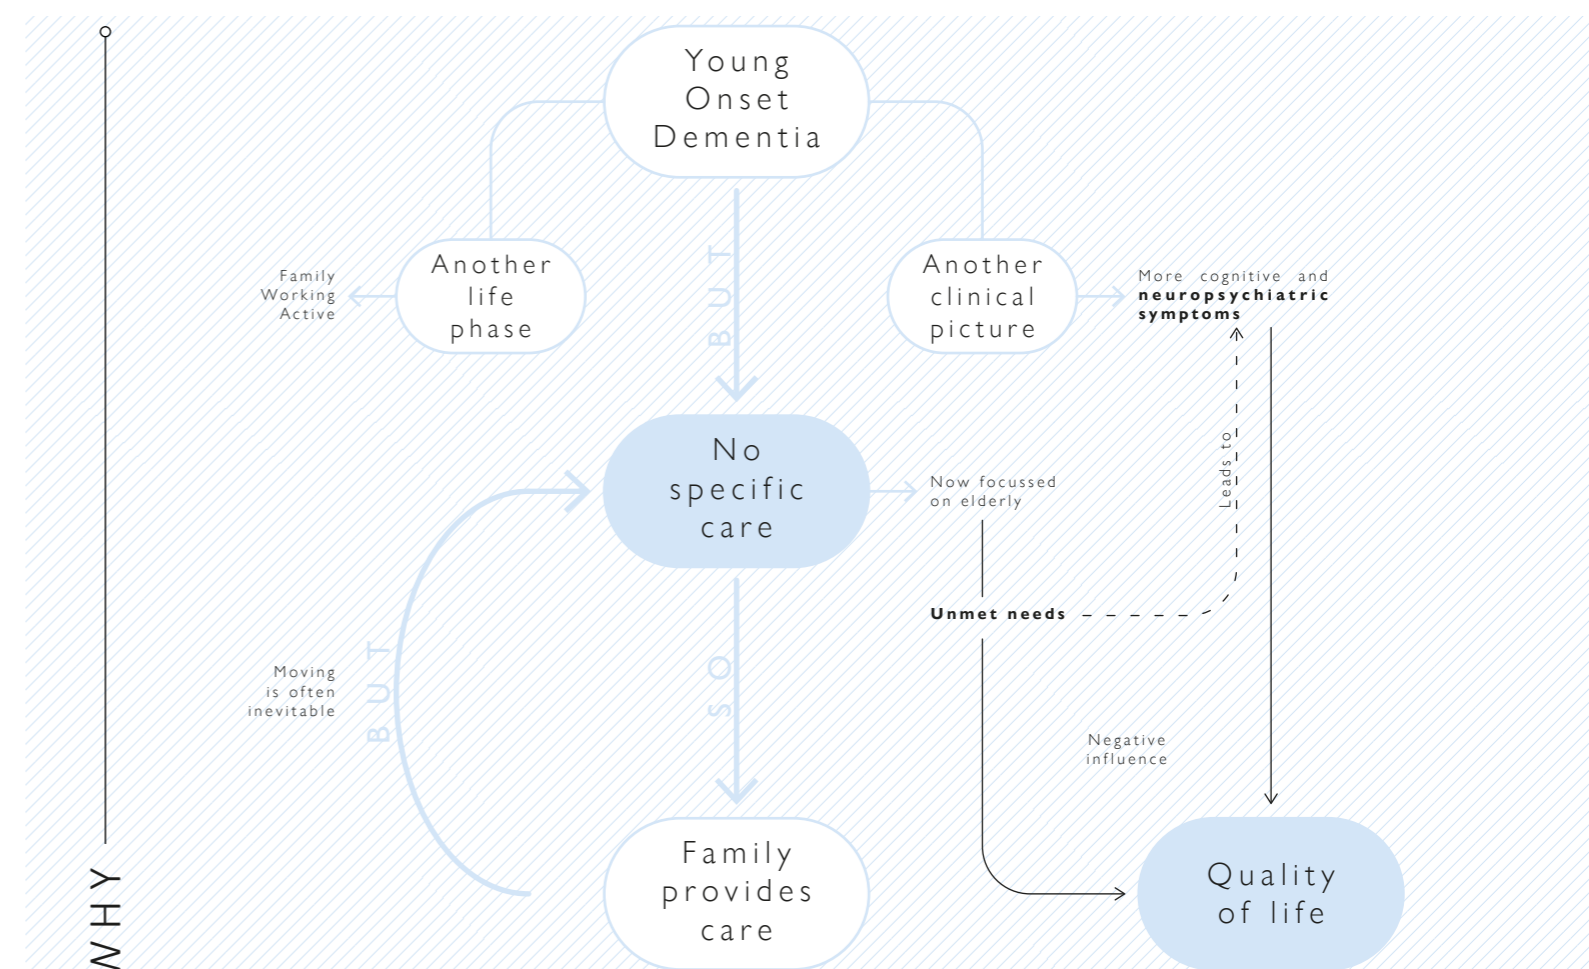 Young
Onset
Dementia
Another
life
phase
Family
Working
Active
BUT
Another
clinical
picture
More cognitive and
neuropsychiatric
symptoms
No
specific
care
Now focussed
on elderly
Leads to
Unmet needs
Moving
is often
inevitable
BUT
SO
Negative
influence
Family
provides
care
Quality
of life
WHY